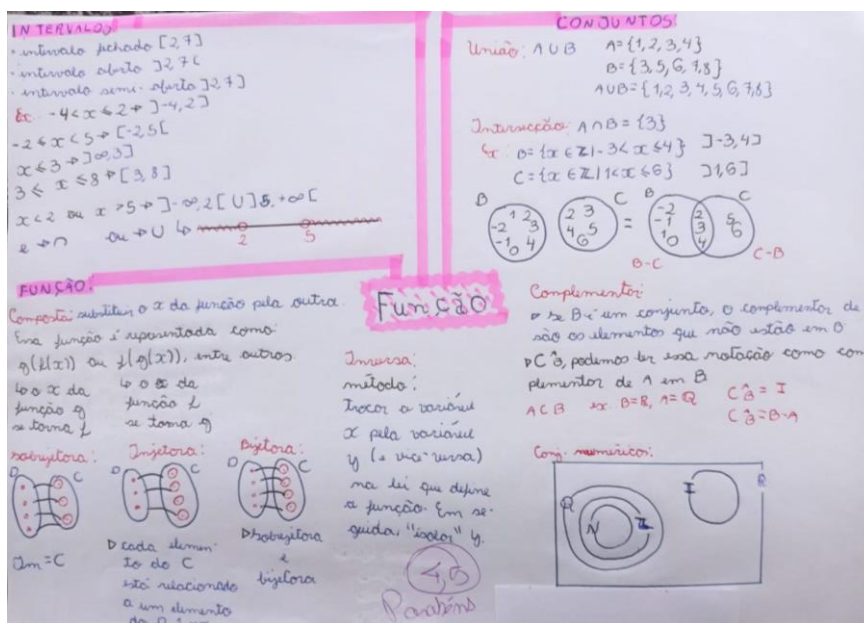 INTERVALOS
• intervalo fechado [2,7]
• intervalo aberto ]2,7[
• intervalo semi-aberto ]2,7]
Ex: -4<x≤2 → ]-4,2]
-2≤x<5 → [-2,5[
x≤3 → ]∞,3]
3≤x≤8 → [3,8]
x<2 ou x>5 → ]-∞,2[ U ]5,+∞[
e → ∩ ou → U ↳
2 5
CONJUNTOS:
União: A∪B A={1,2,3,4}
B={3,5,6,7,8}
A∪B={1,2,3,4,5,6,7,8}
Intersecção: A∩B={3}
Ex: B={x∈Z|-3<x≤4} ]-3,4]
C={x∈Z|1<x≤6} ]1,6]
B C = B C
-2 -1 0 1 2 3 4
2 3 4 5 6
-2 -1 0 1
2 3 4
5 6
B-C C-B
Função
FUNÇÃO:
Composta: substituir o x da função pela outra.
Essa função é representada como:
g(f(x)) ou f(g(x)), entre outros
↳ o x da ↳ o x da
função g função f
se torna f se torna g
sobrejetora: Injetora: Bijetora:
D C D C D C
Im=C
▷ cada elemen-
to do C
está relacionado
a um elemento
▷ sobrejetora
e
bijetora
Inversa:
método:
trocar a variável
x pela variável
y (e vice-versa)
na lei que define
a função. Em se-
guida, "isolar" y.
4,5
Parabéns
Complementar:
▷ se B é um conjunto, o complementar de
são os elementos que não estão em B
▷ C^A_B, podemos ler essa notação como com
plementar de A em B
A⊂B ex: B=R, A=Q C^A_B = I
C^A_B = B-A
Conj. numéricos:
R
Q I
N Z